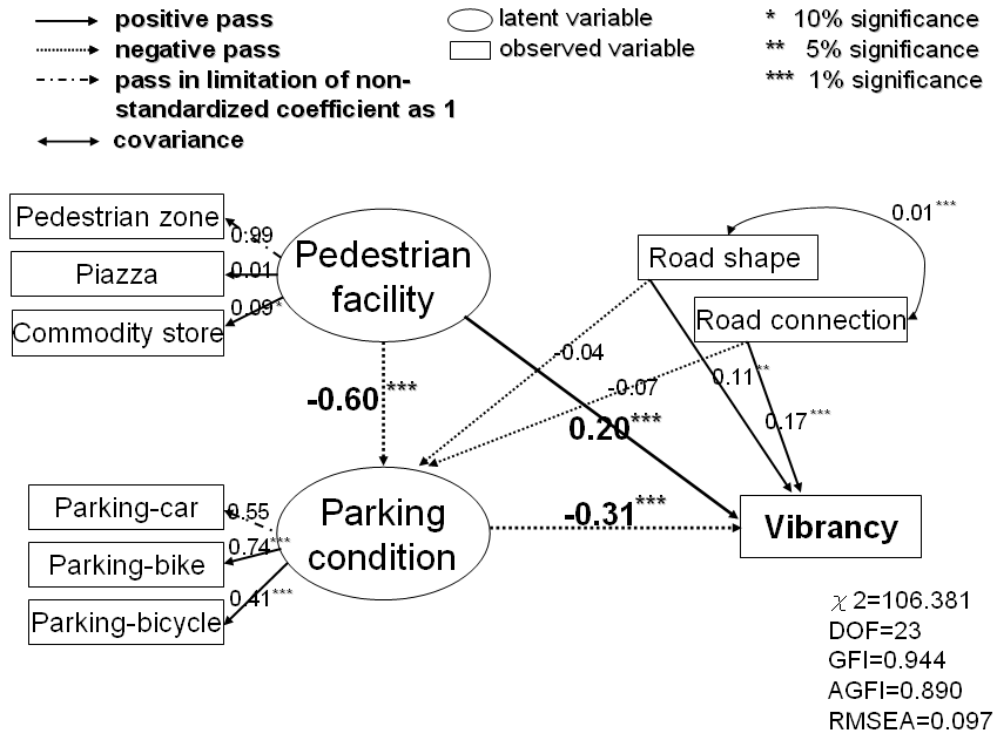 positive pass
negative pass
pass in limitation of non-
standardized coefficient as 1
covariance
latent variable
observed variable
* 10% significance
** 5% significance
*** 1% significance
Pedestrian zone
Piazza
Commodity store
0.99
0.01
0.09*
Pedestrian
facility
Road shape
Road connection
0.01***
-0.04
-0.07
0.11**
0.17***
-0.60***
0.20***
Parking-car
Parking-bike
Parking-bicycle
0.55
0.74***
0.41***
Parking
condition
-0.31***
Vibrancy
χ2=106.381
DOF=23
GFI=0.944
AGFI=0.890
RMSEA=0.097